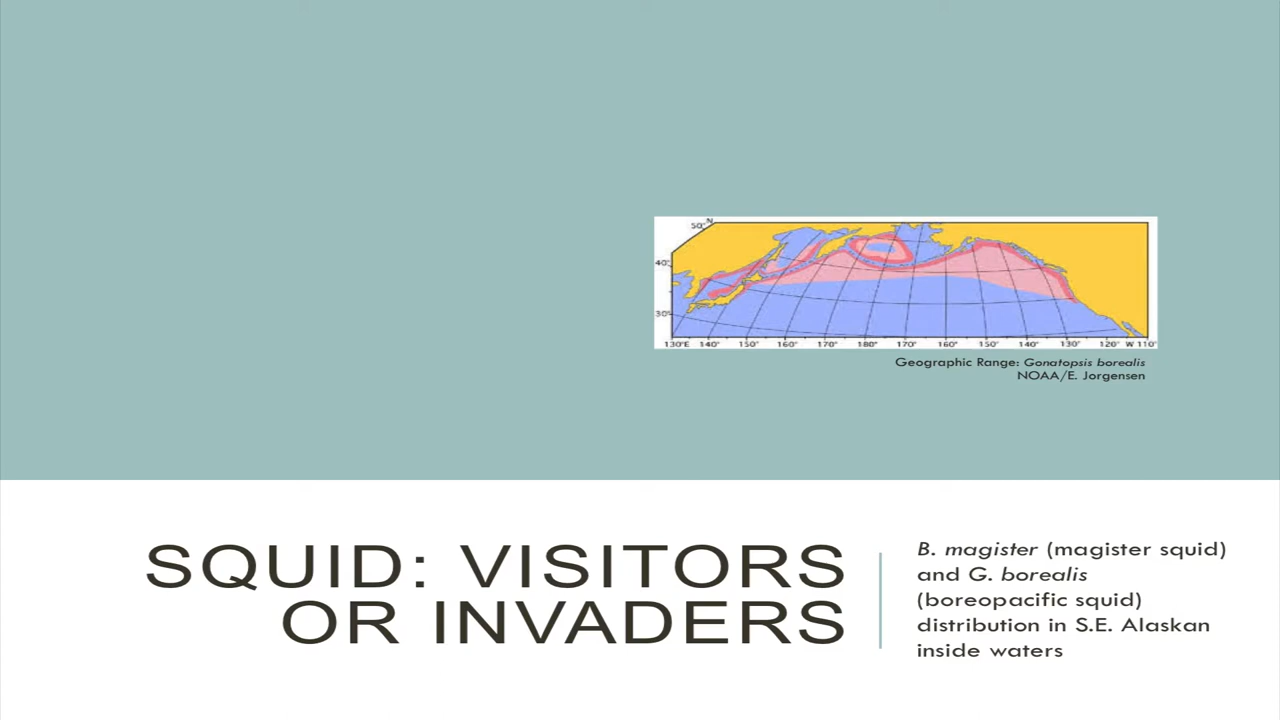 50° N
40°
30°
130°E 140° 150° 160° 170° 180° 170° 160° 150° 140° 130° 120° W 110°
Geographic Range: Gonatopsis borealis
NOAA/E. Jorgensen
SQUID: VISITORS
OR INVADERS
B. magister (magister squid)
and G. borealis
(boreopacific squid)
distribution in S.E. Alaskan
inside waters